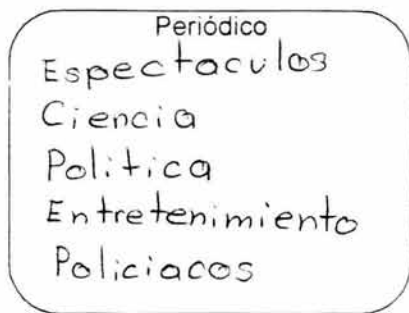 Periódico
Espectaculos
Ciencia
Politica
Entretenimiento
Policiacos